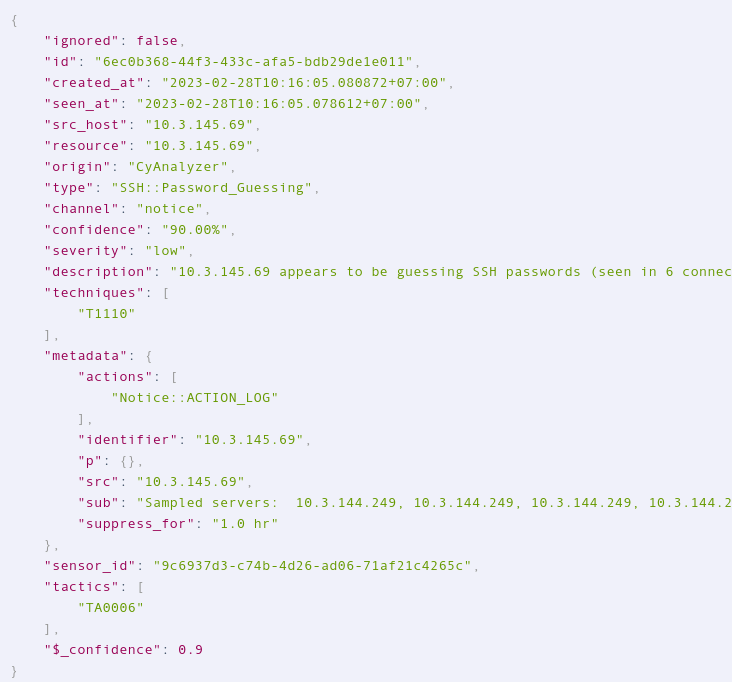 {
    "ignored": false,
    "id": "6ec0b368-44f3-433c-afa5-bdb29de1e011",
    "created_at": "2023-02-28T10:16:05.080872+07:00",
    "seen_at": "2023-02-28T10:16:05.078612+07:00",
    "src_host": "10.3.145.69",
    "resource": "10.3.145.69",
    "origin": "CyAnalyzer",
    "type": "SSH::Password_Guessing",
    "channel": "notice",
    "confidence": "90.00%",
    "severity": "low",
    "description": "10.3.145.69 appears to be guessing SSH passwords (seen in 6 connec
    "techniques": [
        "T1110"
    ],
    "metadata": {
        "actions": [
            "Notice::ACTION_LOG"
        ],
        "identifier": "10.3.145.69",
        "p": {},
        "src": "10.3.145.69",
        "sub": "Sampled servers:  10.3.144.249, 10.3.144.249, 10.3.144.249, 10.3.144.2
        "suppress_for": "1.0 hr"
    },
    "sensor_id": "9c6937d3-c74b-4d26-ad06-71af21c4265c",
    "tactics": [
        "TA0006"
    ],
    "$_confidence": 0.9
}